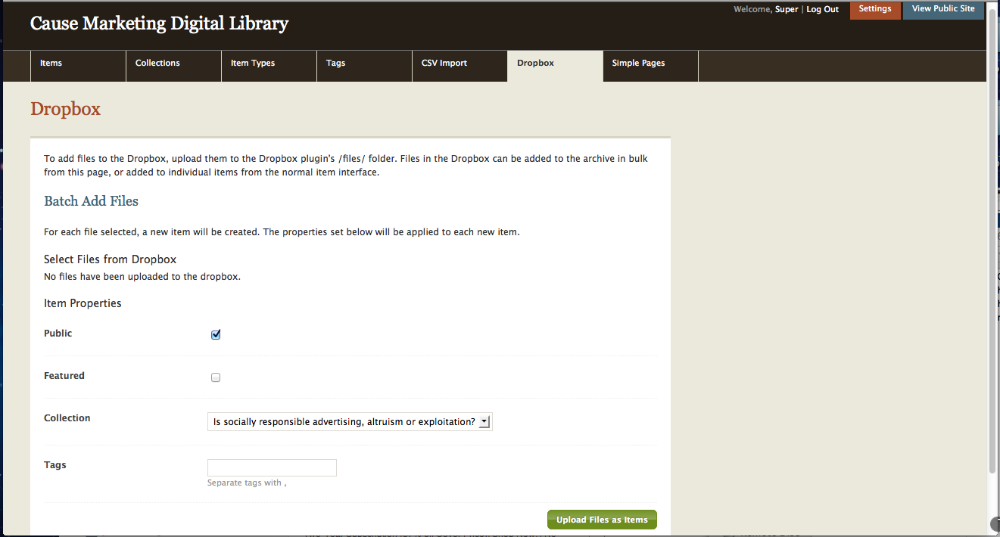 Welcome, Super | Log Out
Settings
View Public Site
Cause Marketing Digital Library
Items
Collections
Item Types
Tags
CSV Import
Dropbox
Simple Pages
Dropbox
To add files to the Dropbox, upload them to the Dropbox plugin's /files/ folder. Files in the Dropbox can be added to the archive in bulk
from this page, or added to individual items from the normal item interface.
Batch Add Files
For each file selected, a new item will be created. The properties set below will be applied to each new item.
Select Files from Dropbox
No files have been uploaded to the dropbox.
Item Properties
Public
Featured
Collection
Is socially responsible advertising, altruism or exploitation?
Tags
Separate tags with ,
Upload Files as Items